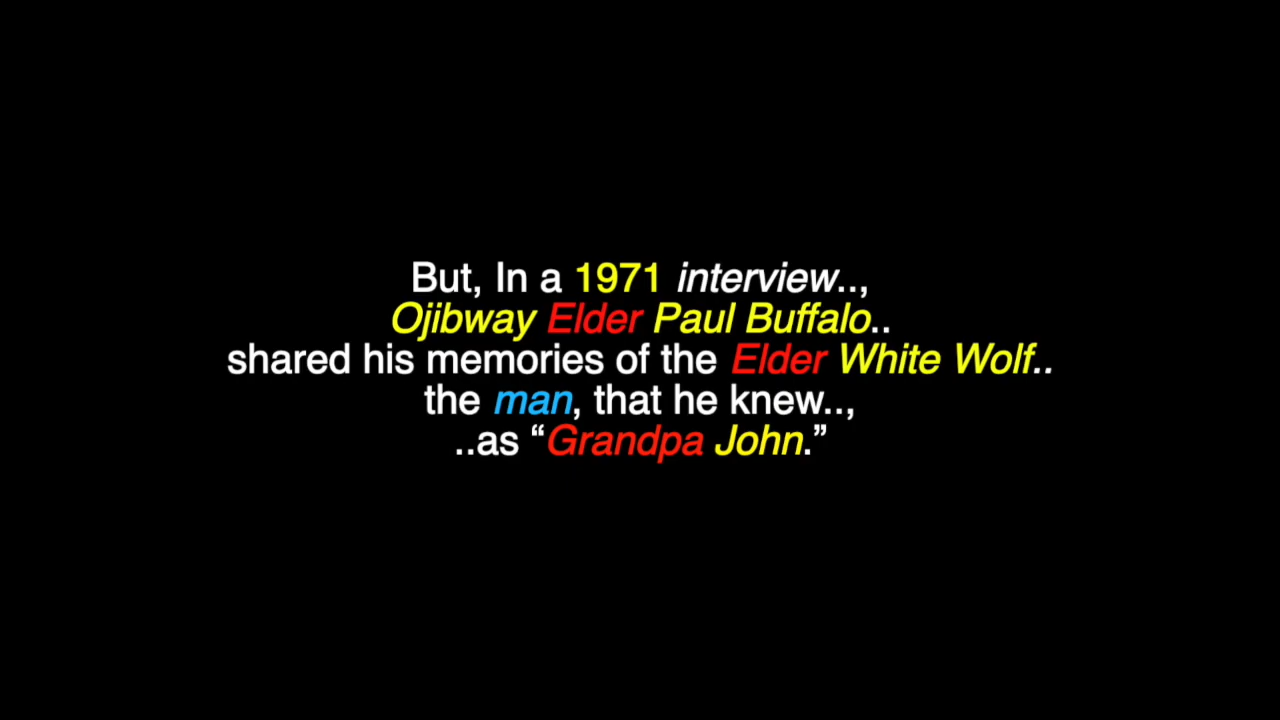 But, In a 1971 interview..,
Ojibway Elder Paul Buffalo..
shared his memories of the Elder White Wolf..
the man, that he knew..,
..as “Grandpa John.”